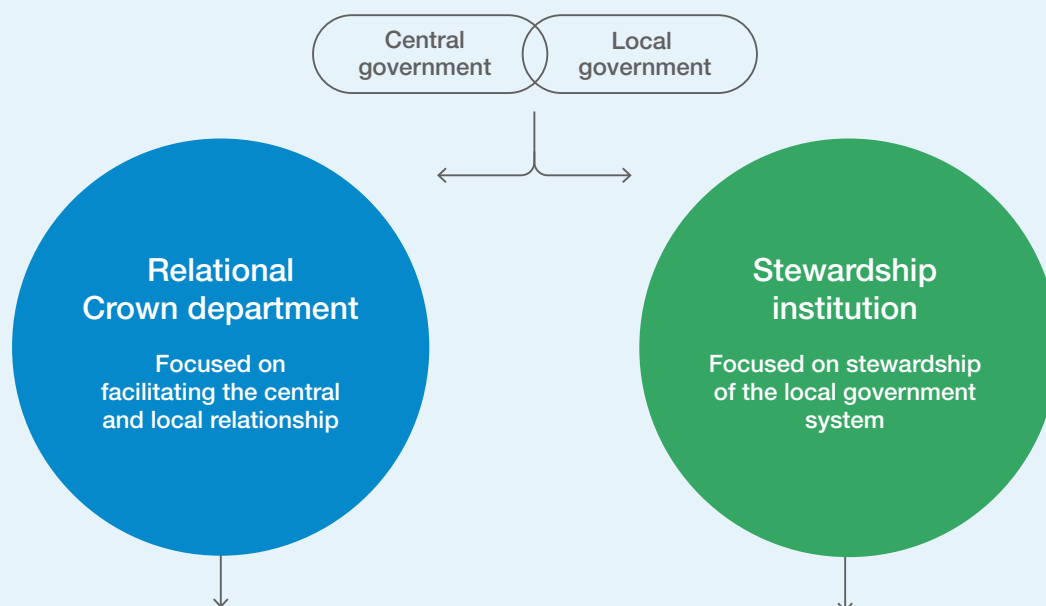 Central
government
Local
government
Relational
Crown department
Focused on
facilitating the central
and local relationship
Stewardship
institution
Focused on stewardship
of the local government
system